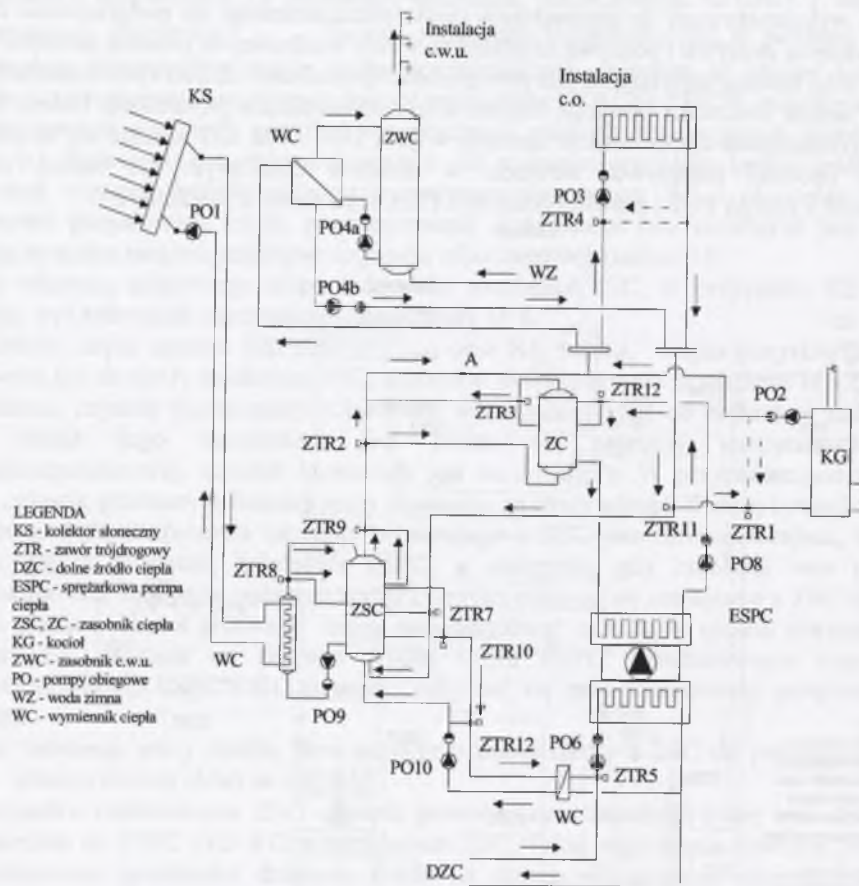 Instalacja
c.w.u.
Instalacja
c.o.
KS
WC
ZWC
PO1
PO4a
PO3
ZTR4
PO4b
WZ
A
ZTR3
ZTR12
PO2
ZTR2
ZC
KG
LEGENDA
KS - kolektor słoneczny
ZTR - zawór trójdrogowy
DZC - dolne źródło ciepła
ESPC - sprężarkowa pompa
ciepła
ZSC, ZC - zasobnik ciepła
KG - kocioł
ZWC - zasobnik c.w.u.
PO - pompy obiegowe
WZ - woda zimna
WC - wymiennik ciepła
ZTR9
ZTR11
ZTR1
ZTR8
PO8
ZSC
ZTR7
ESPC
WC
ZTR10
PO9
ZTR12
PO6
PO10
ZTR5
WC
DZC